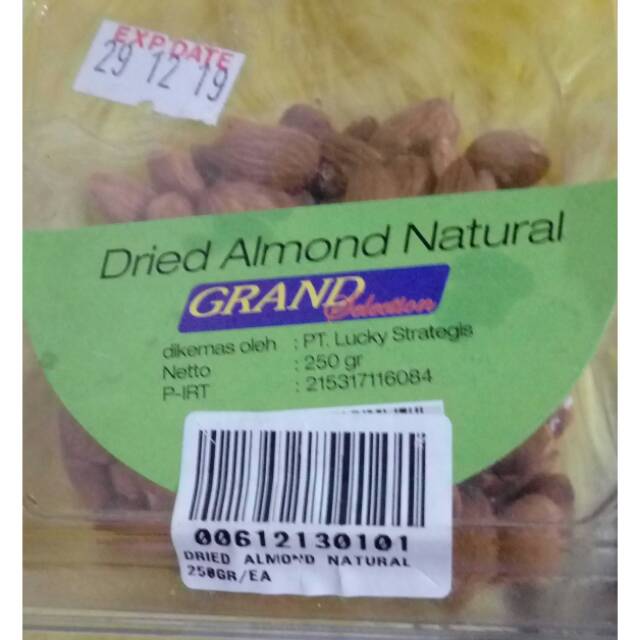 EXP DATE
29 12 19
Dried Almond Natural
GRAND
Selection
dikemas oleh : PT. Lucky Strategis
Netto : 250 gr
P-IRT : 215317116084
00612130101
DRIED ALMOND NATURAL
250GR/EA